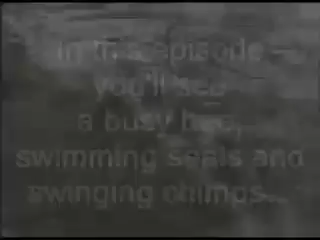 In this episode -
you'll see
a busy bee,
swimming seals and
swinging chimps...